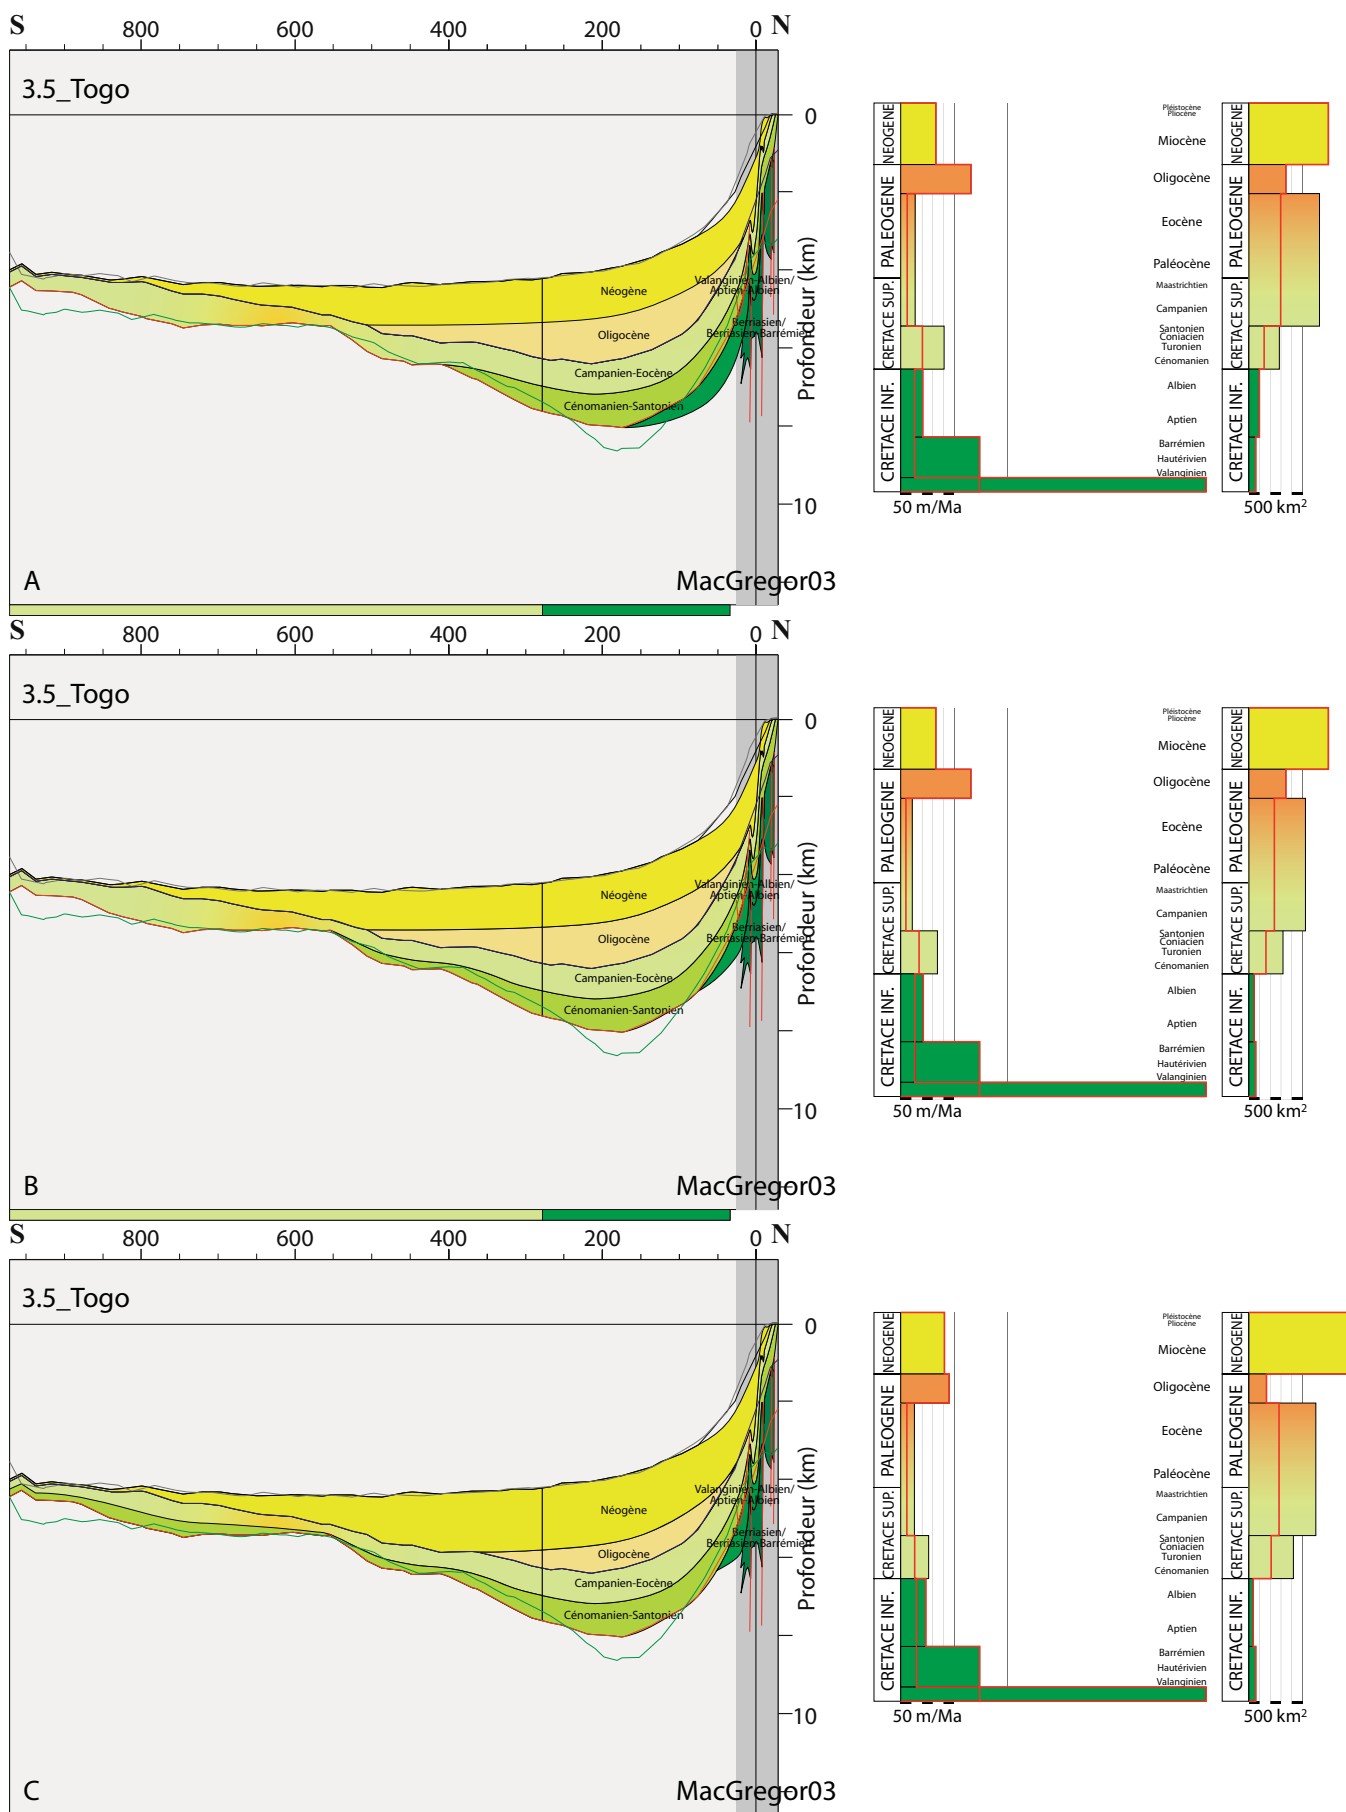 S 800 600 400 200 0 N
3.5_Togo
0
Profondeur (km)
Néogène
Oligocène
Campanien-Eocène
Cénomanien-Santonien
Valanginien-Albien/
Aptien-Albien
Berriasien/
Berriasien-Barrémien
10
A
MacGregor03
NEOGENE
PALEOGENE
CRETACE SUP.
CRETACE INF.
Pléistocène
Pliocène
Miocène
Oligocène
Eocène
Paléocène
Maastrichtien
Campanien
Santonien
Coniacien
Turonien
Cénomanien
Albien
Aptien
Barrémien
Hautérivien
Valanginien
50 m/Ma
NEOGENE
PALEOGENE
CRETACE SUP.
CRETACE INF.
500 km²
S 800 600 400 200 0 N
3.5_Togo
0
Profondeur (km)
Néogène
Oligocène
Campanien-Eocène
Cénomanien-Santonien
Valanginien-Albien/
Aptien-Albien
Berriasien/
Berriasien-Barrémien
10
B
MacGregor03
NEOGENE
PALEOGENE
CRETACE SUP.
CRETACE INF.
Pléistocène
Pliocène
Miocène
Oligocène
Eocène
Paléocène
Maastrichtien
Campanien
Santonien
Coniacien
Turonien
Cénomanien
Albien
Aptien
Barrémien
Hautérivien
Valanginien
50 m/Ma
NEOGENE
PALEOGENE
CRETACE SUP.
CRETACE INF.
500 km²
S 800 600 400 200 0 N
3.5_Togo
0
Profondeur (km)
Néogène
Oligocène
Campanien-Eocène
Cénomanien-Santonien
Valanginien-Albien/
Aptien-Albien
Berriasien/
Berriasien-Barrémien
10
C
MacGregor03
NEOGENE
PALEOGENE
CRETACE SUP.
CRETACE INF.
Pléistocène
Pliocène
Miocène
Oligocène
Eocène
Paléocène
Maastrichtien
Campanien
Santonien
Coniacien
Turonien
Cénomanien
Albien
Aptien
Barrémien
Hautérivien
Valanginien
50 m/Ma
NEOGENE
PALEOGENE
CRETACE SUP.
CRETACE INF.
500 km²